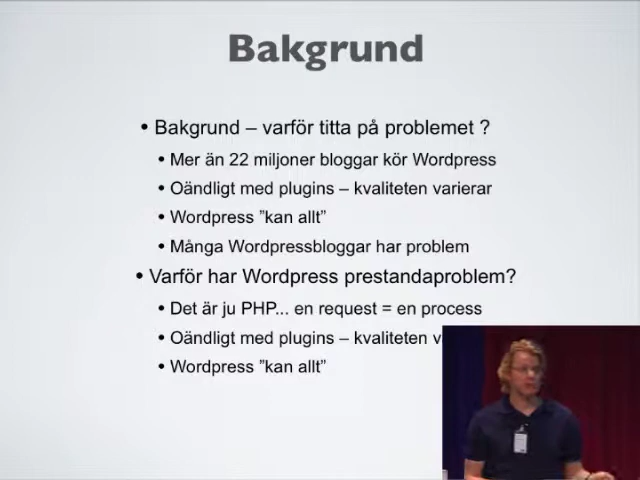 Bakgrund
• Bakgrund – varför titta på problemet ?
• Mer än 22 miljoner bloggar kör Wordpress
• Oändligt med plugins – kvaliteten varierar
• Wordpress ”kan allt”
• Många Wordpressbloggar har problem
• Varför har Wordpress prestandaproblem?
• Det är ju PHP... en request = en process
• Oändligt med plugins – kvaliteten
• Wordpress ”kan allt”